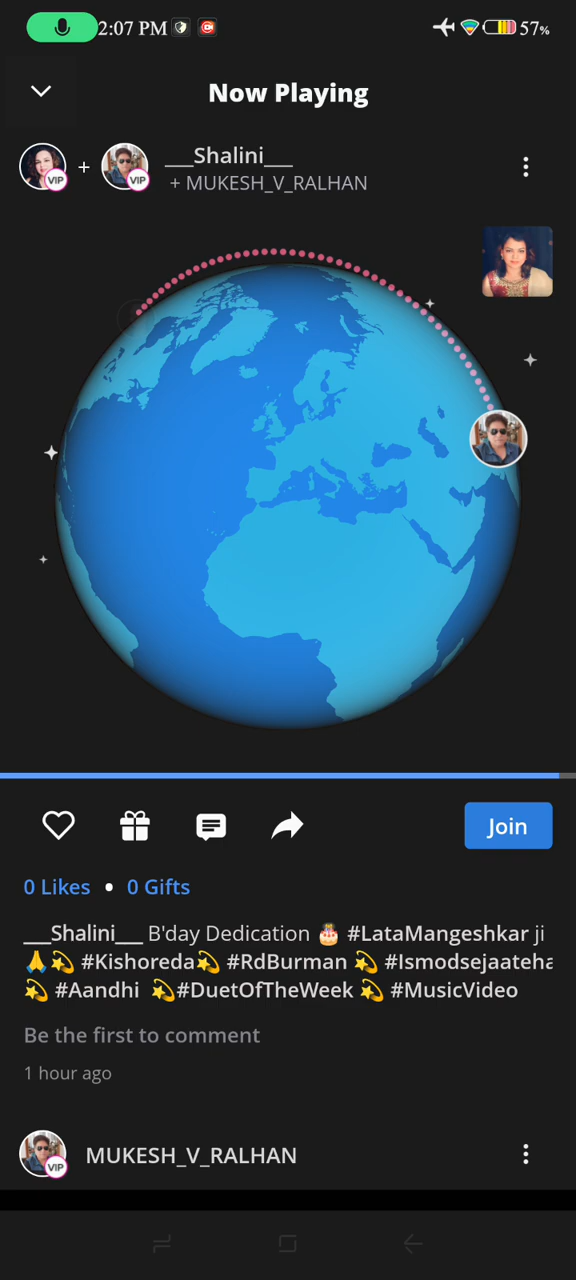 2:07 PM
57%
Now Playing
VIP
VIP
___Shalini___
+ MUKESH_V_RALHAN
Join
0 Likes • 0 Gifts
___Shalini___ B'day Dedication 🎂 #LataMangeshkar ji
🙏💫 #Kishoreda💫 #RdBurman 💫 #Ismodsejaateha
💫 #Aandhi 💫#DuetOfTheWeek 💫 #MusicVideo
Be the first to comment
1 hour ago
VIP
MUKESH_V_RALHAN